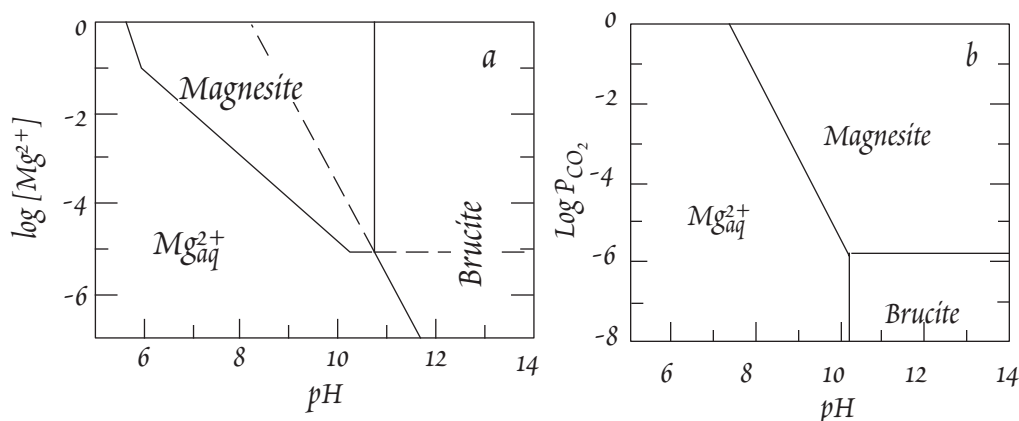 a
0
-2
-4
-6
log [Mg²⁺]
Magnesite
Mg²⁺aq
Brucite
6 8 10 12 14
pH
b
0
-2
-4
-6
-8
Log P_CO₂
Magnesite
Mg²⁺aq
Brucite
6 8 10 12 14
pH